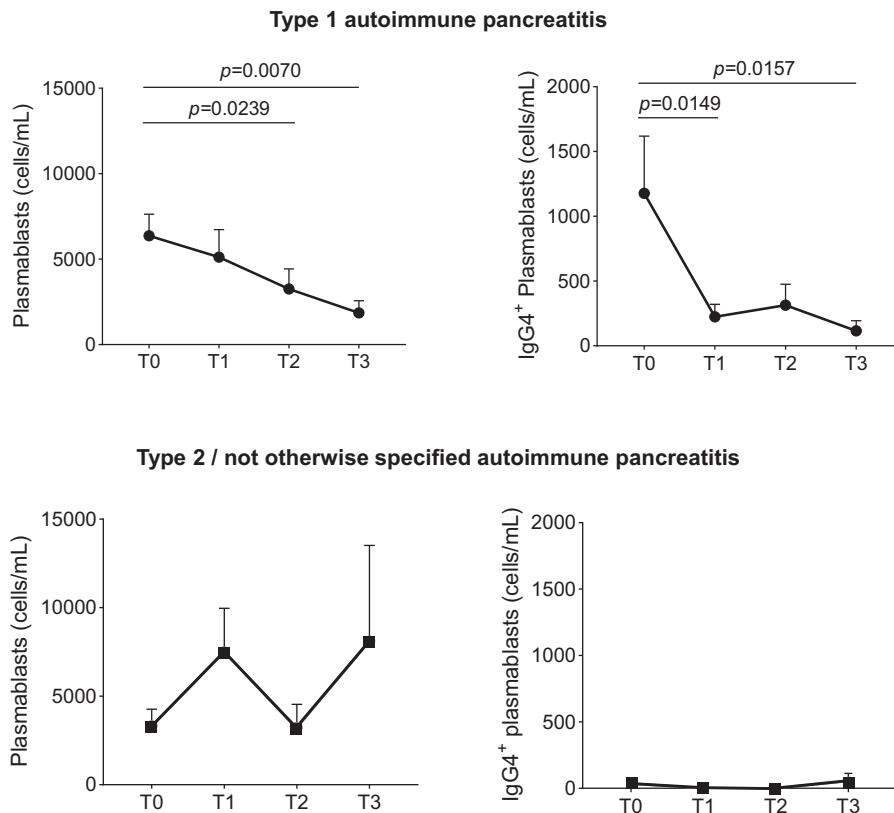 Type 1 autoimmune pancreatitis
Plasmablasts (cells/mL)
15000
10000
5000
0
p=0.0070
p=0.0239
T0 T1 T2 T3
IgG4+ Plasmablasts (cells/mL)
2000
1500
1000
500
0
p=0.0157
p=0.0149
T0 T1 T2 T3
Type 2 / not otherwise specified autoimmune pancreatitis
Plasmablasts (cells/mL)
15000
10000
5000
0
T0 T1 T2 T3
IgG4+ plasmablasts (cells/mL)
2000
1500
1000
500
0
T0 T1 T2 T3